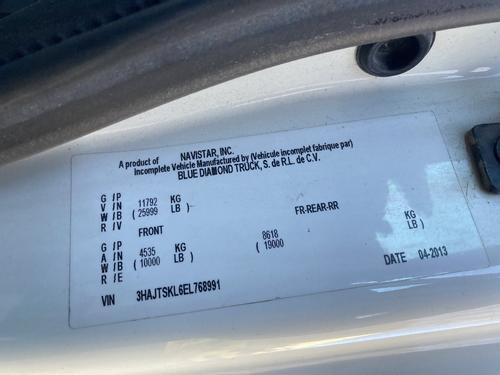 A product of NAVISTAR, INC.
Incomplete Vehicle Manufactured by (Vehicule incomplet fabrique par)
BLUE DIAMOND TRUCK, S. de R.L. de C.V.
G /P
V /N 11792 KG
W /B ( 25999 LB )
R /V FRONT FR-REAR-RR
G /P
A /N 4535 KG 8618 KG
W /B ( 10000 LB ) ( 19000 LB )
R /E DATE 04-2013
VIN 3HAJTSKL6EL768991